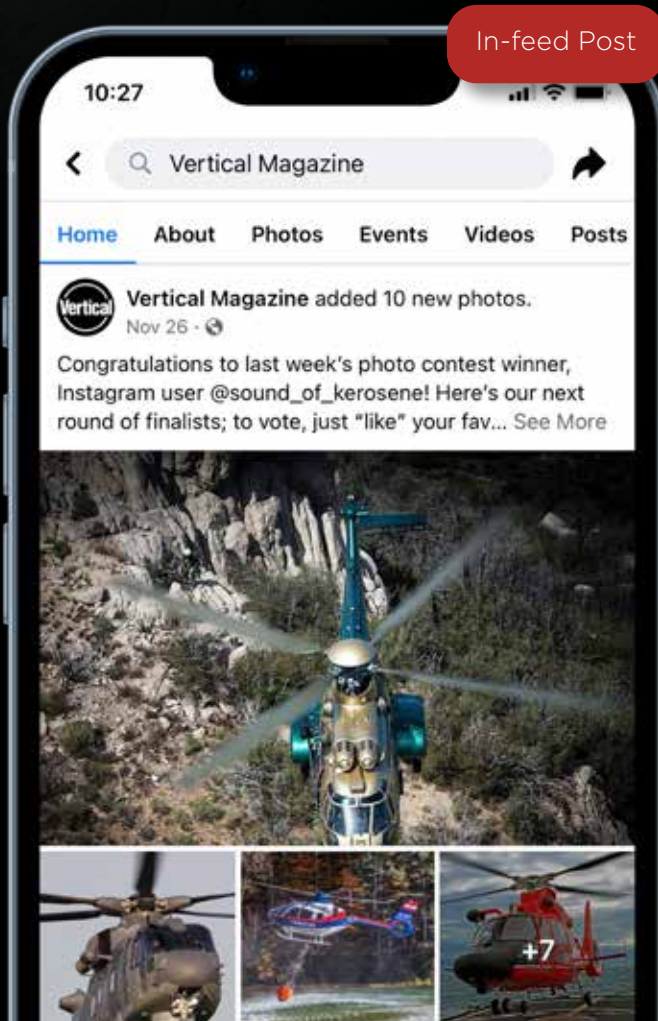 In-feed Post
10:27
Vertical Magazine
Home About Photos Events Videos Posts
Vertical
Vertical Magazine added 10 new photos.
Nov 26 ·
Congratulations to last week's photo contest winner,
Instagram user @sound_of_kerosene! Here's our next
round of finalists; to vote, just “like” your fav... See More
+7